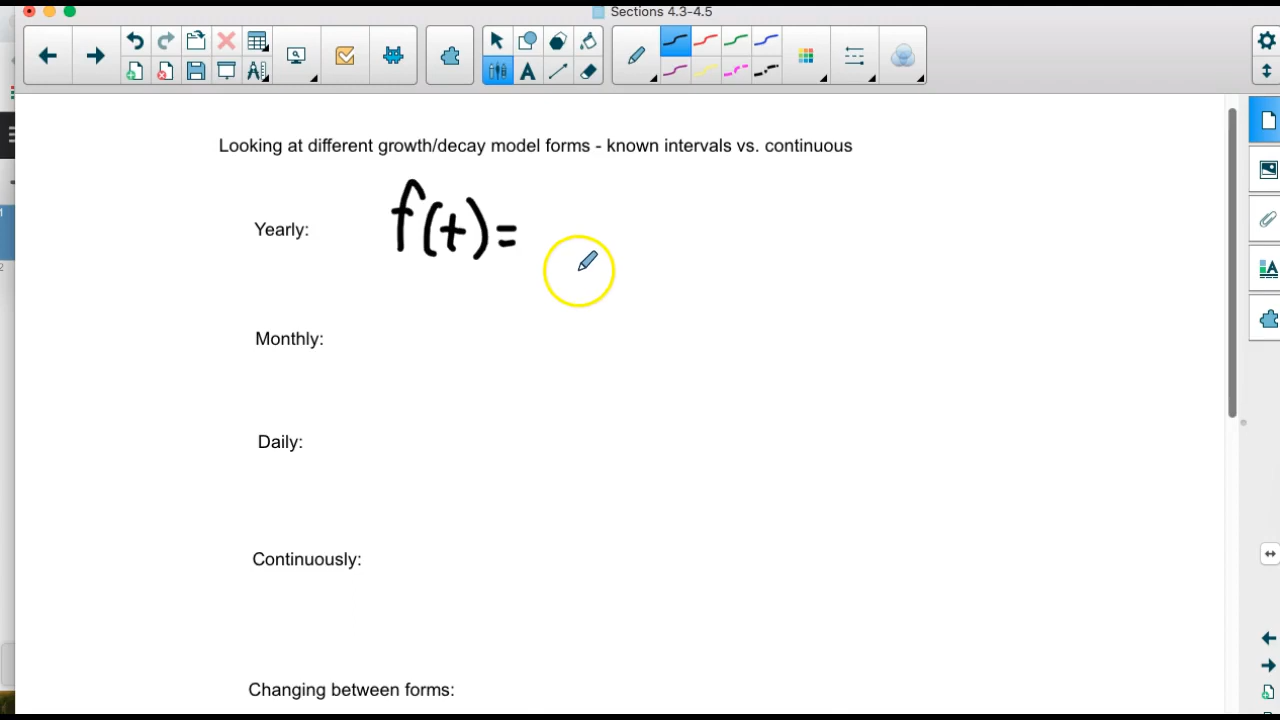 Sections 4.3-4.5
Looking at different growth/decay model forms - known intervals vs. continuous
Yearly: f(t)=
Monthly:
Daily:
Continuously:
Changing between forms: